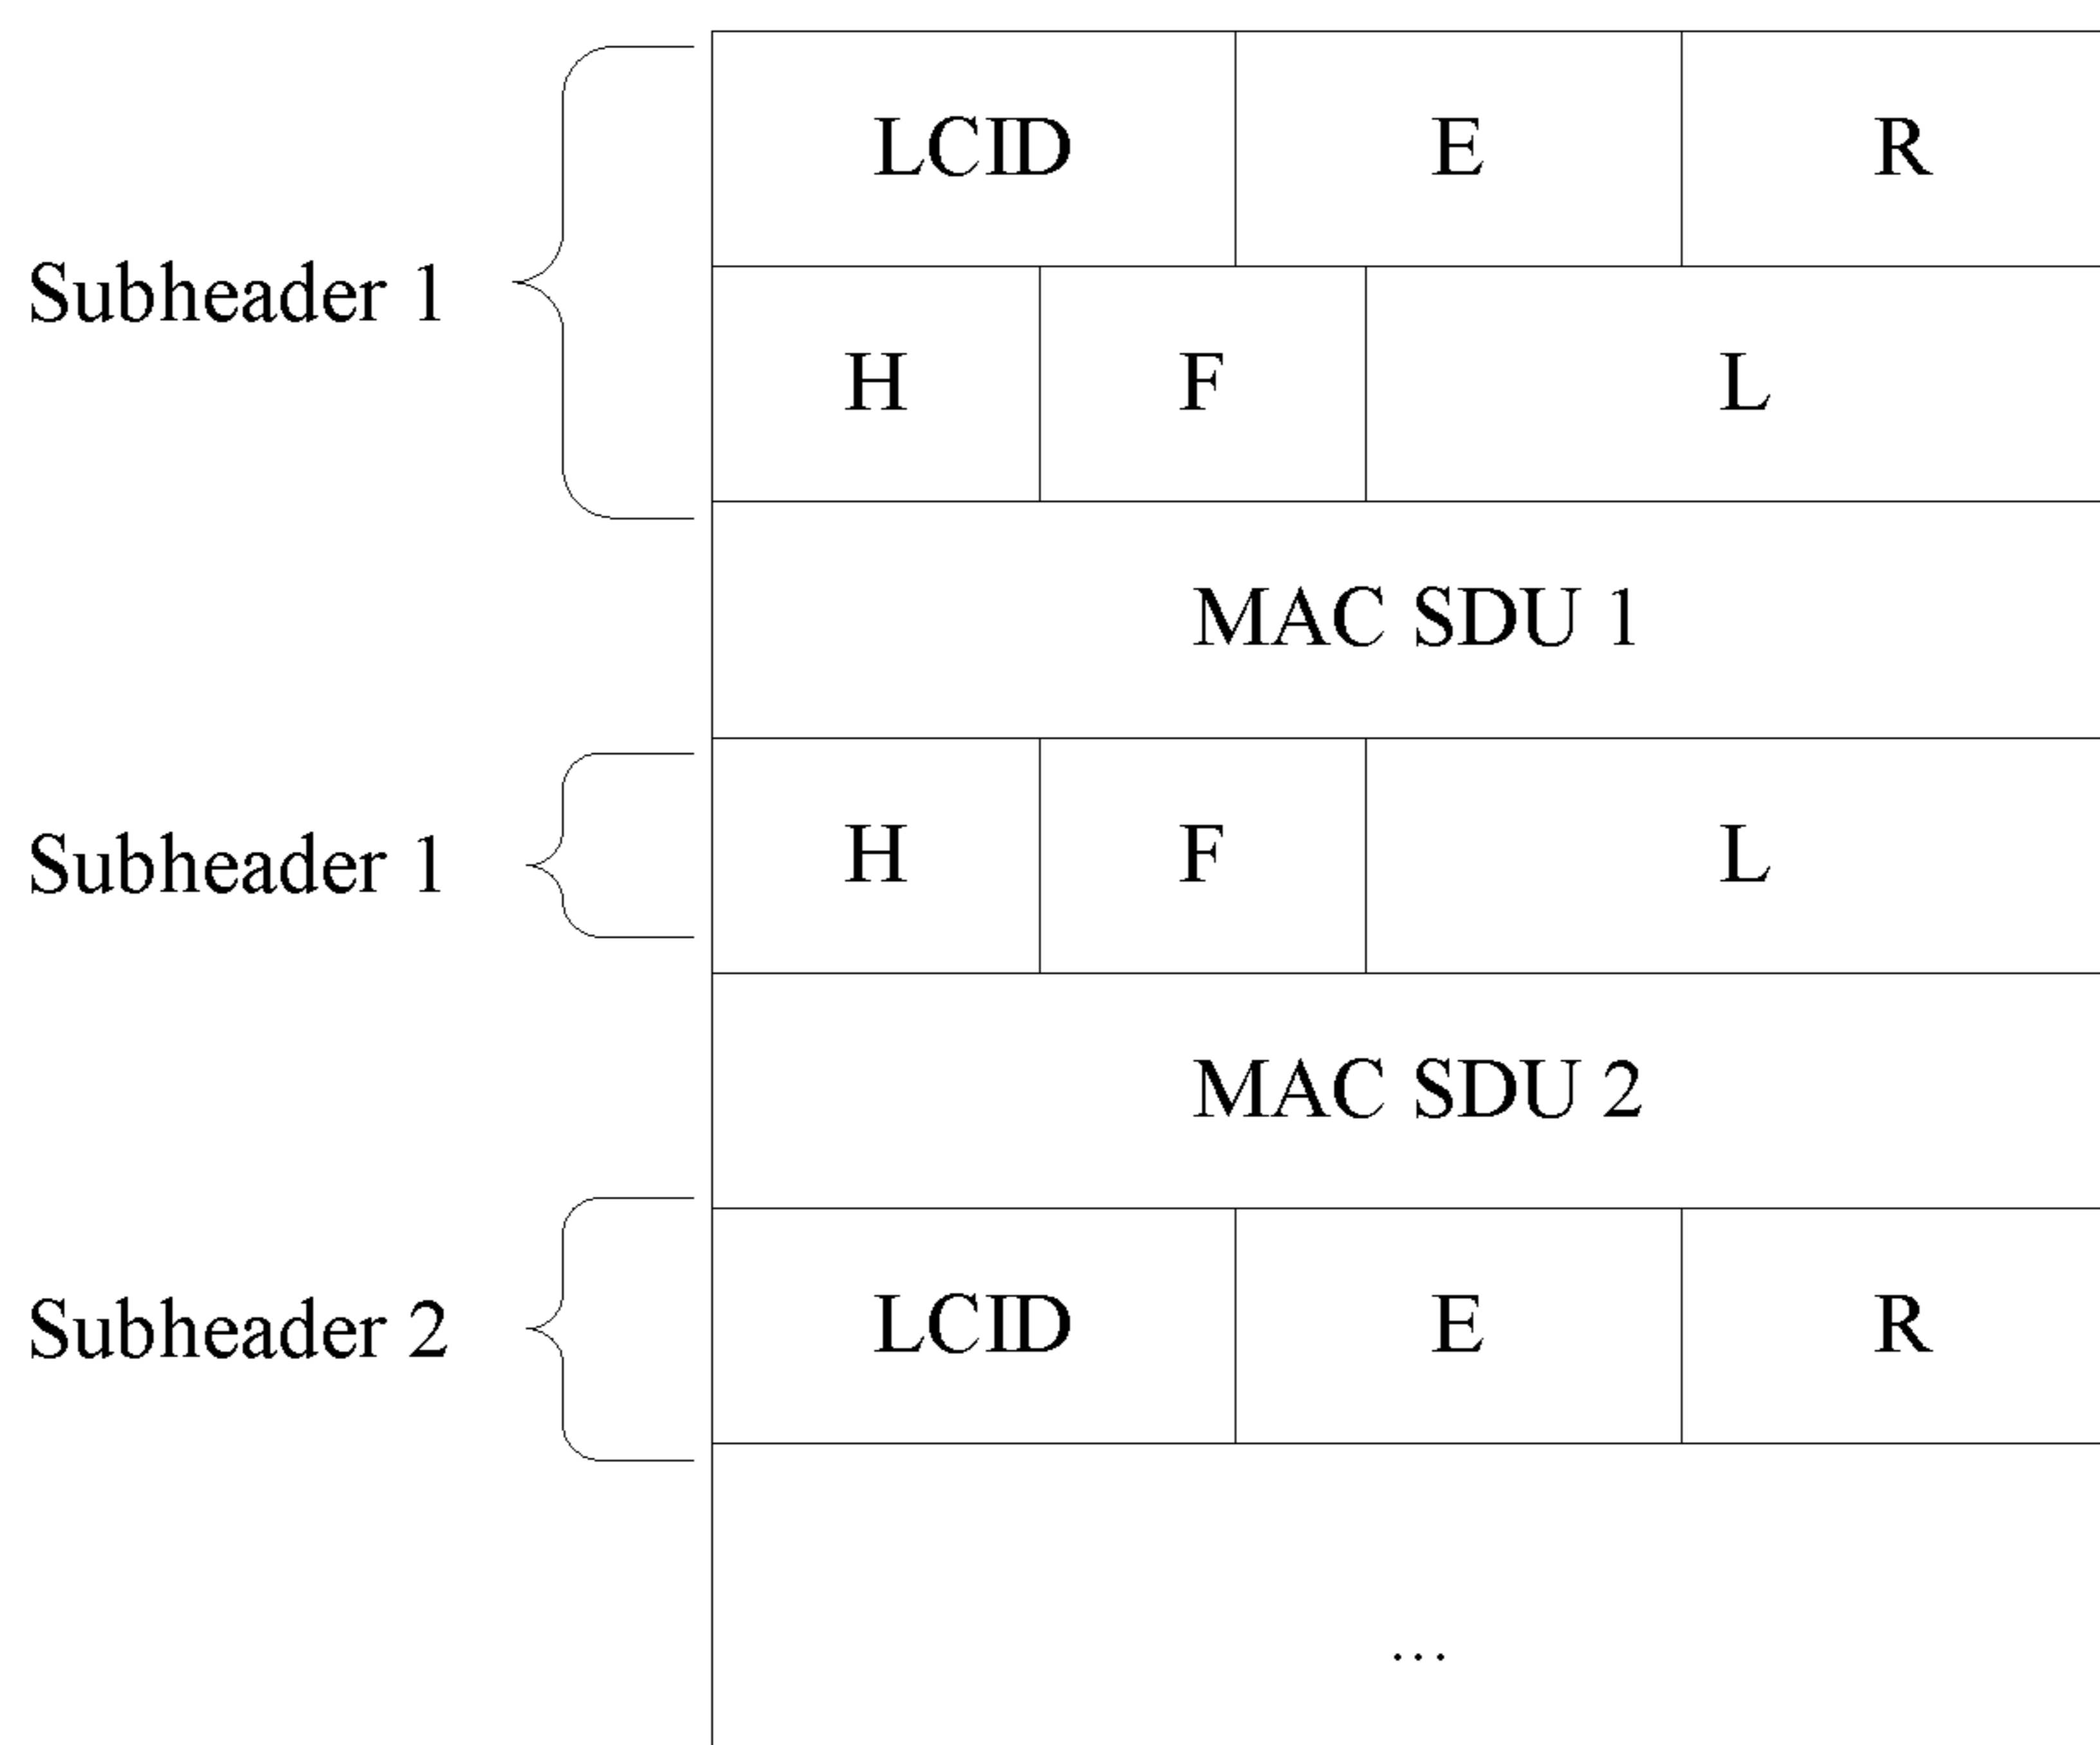 LCID E R
Subheader 1
H F L
MAC SDU 1
Subheader 1 H F L
MAC SDU 2
Subheader 2 LCID E R
...